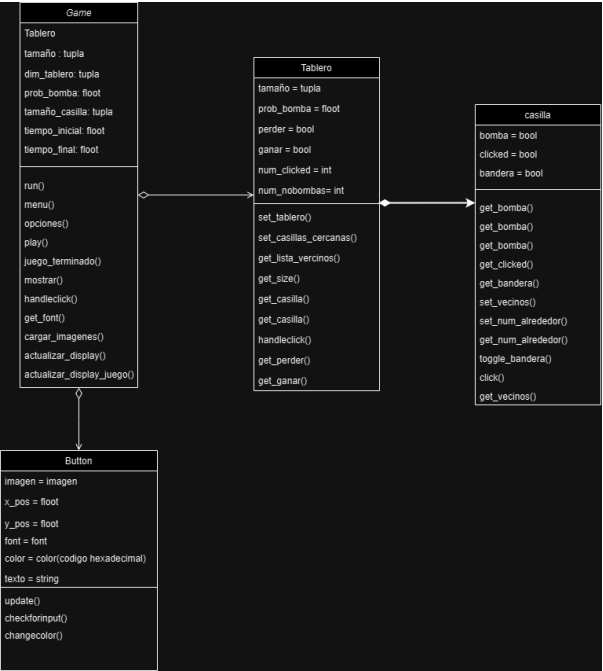 Game
Tablero
tamaño : tupla
dim_tablero: tupla
prob_bomba: floot
tamaño_casilla: tupla
tiempo_inicial: floot
tiempo_final: floot
run()
menu()
opciones()
play()
juego_terminado()
mostrar()
handleclick()
get_font()
cargar_imagenes()
actualizar_display()
actualizar_display_juego()
Tablero
tamaño = tupla
prob_bomba = floot
perder = bool
ganar = bool
num_clicked = int
num_nobombas= int
set_tablero()
set_casillas_cercanas()
get_lista_vercinos()
get_size()
get_casilla()
get_casilla()
handleclick()
get_perder()
get_ganar()
casilla
bomba = bool
clicked = bool
bandera = bool
get_bomba()
get_bomba()
get_bomba()
get_clicked()
get_bandera()
set_vecinos()
set_num_alrededor()
get_num_alrededor()
toggle_bandera()
click()
get_vecinos()
Button
imagen = imagen
x_pos = floot
y_pos = floot
font = font
color = color(codigo hexadecimal)
texto = string
update()
checkforinput()
changecolor()